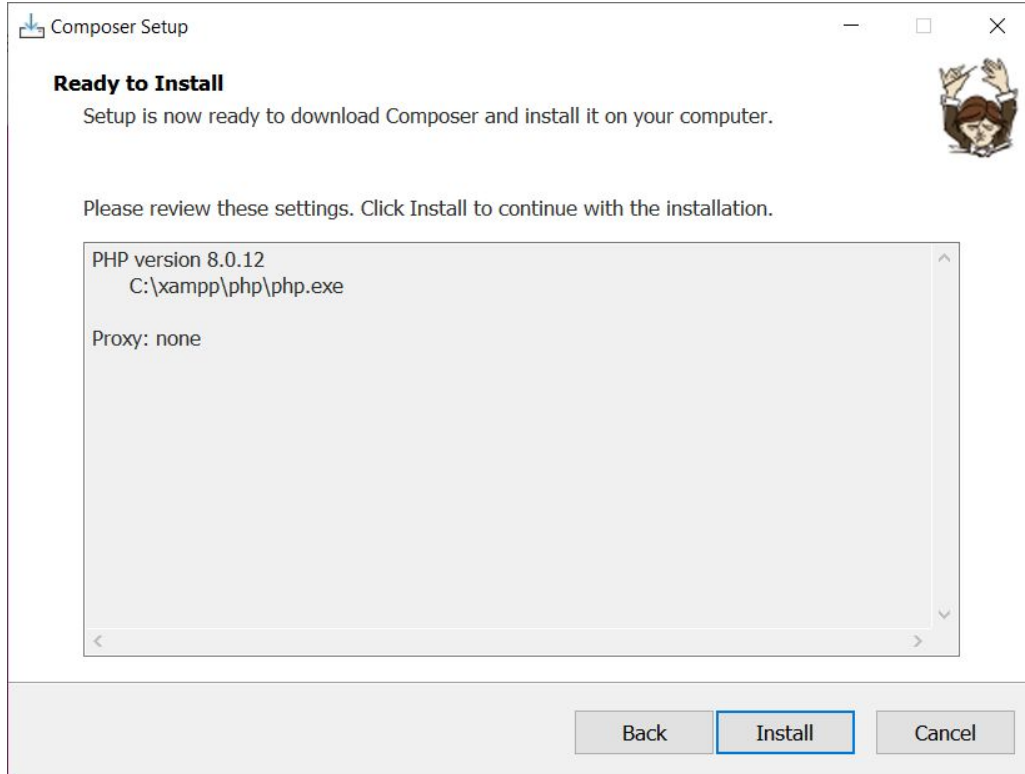 Composer Setup
Ready to Install
Setup is now ready to download Composer and install it on your computer.
Please review these settings. Click Install to continue with the installation.
PHP version 8.0.12
C:\xampp\php\php.exe
Proxy: none
Back
Install
Cancel